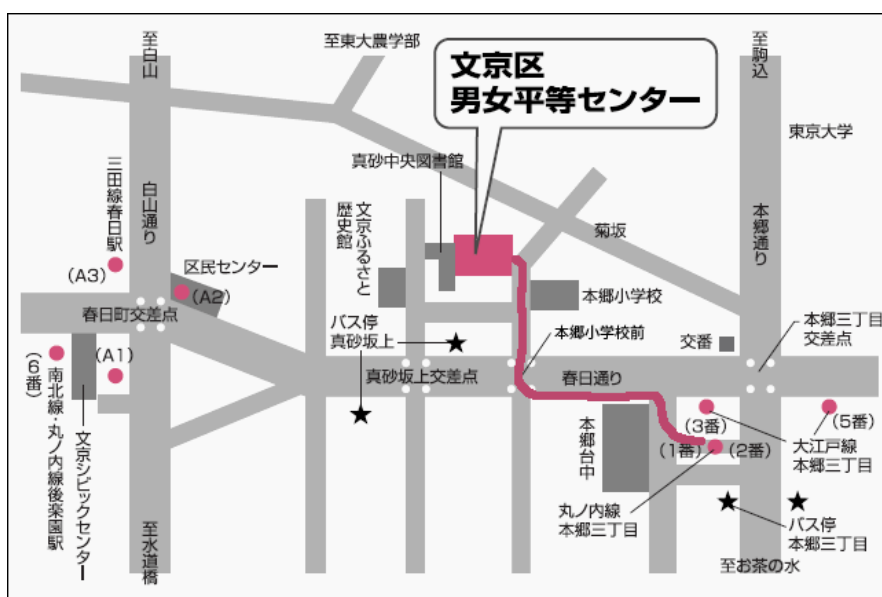 至白山
至東大農学部
文京区
男女平等センター
至駒込
東京大学
真砂中央図書館
三田線春日駅
白山通り
文京ふるさと
歴史館
菊坂
本郷通り
(A3)
区民センター
(A2)
本郷小学校
春日町交差点
バス停
真砂坂上
本郷小学校前
交番
本郷三丁目
交差点
(6番)
(A1)
真砂坂上交差点
春日通り
南北線・丸ノ内線後楽園駅
文京シビックセンター
本郷台中
(3番)
(5番)
(1番)
(2番)
大江戸線
本郷三丁目
丸ノ内線
本郷三丁目
バス停
本郷三丁目
至水道橋
至お茶の水